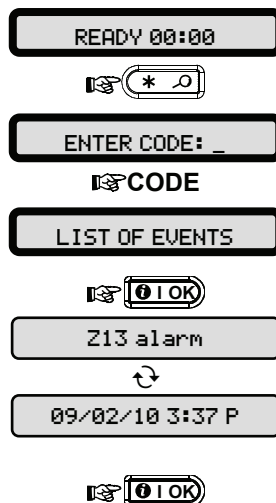 READY 00:00
*
ENTER CODE: _
CODE
LIST OF EVENTS
i I OK
Z13 alarm
09/02/10 3:37 P
i I OK